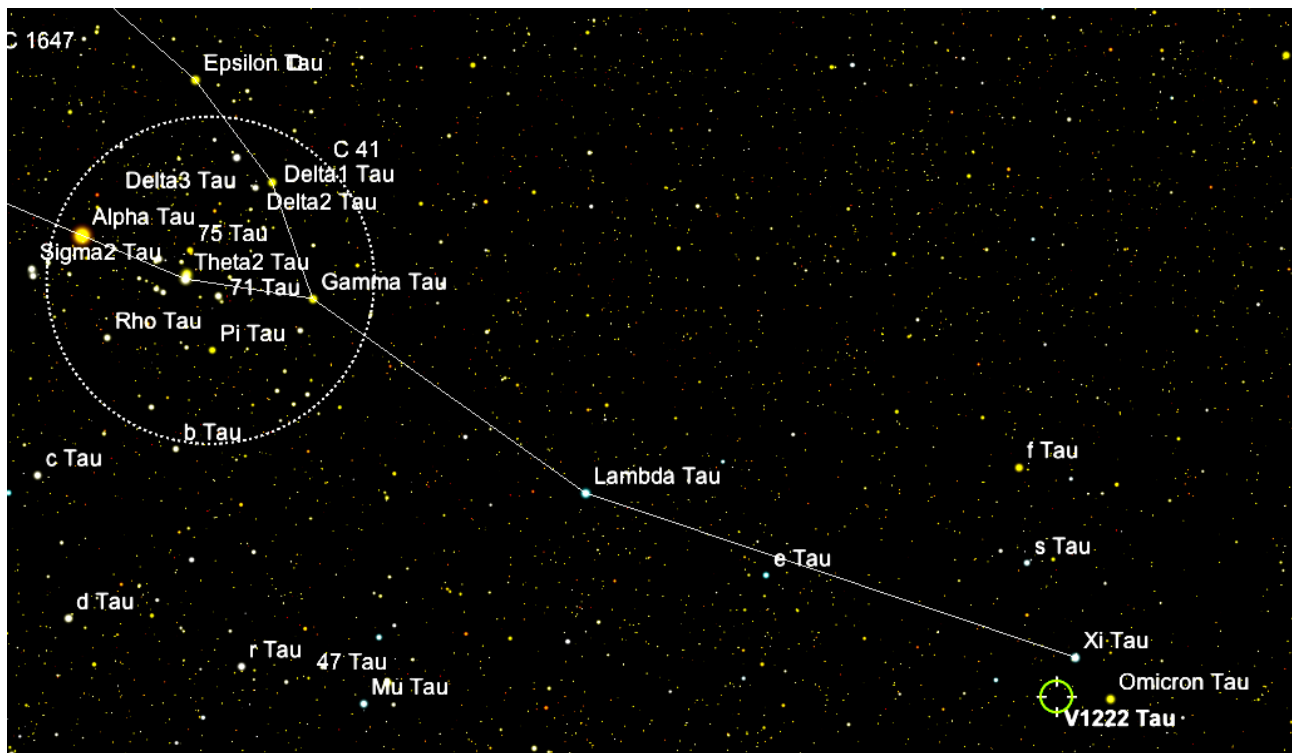 C 1647
Epsilon Tau
C 41
Delta3 Tau
Delta1 Tau
Delta2 Tau
Alpha Tau
75 Tau
Sigma2 Tau
Theta2 Tau
71 Tau
Gamma Tau
Rho Tau
Pi Tau
b Tau
c Tau
f Tau
Lambda Tau
s Tau
e Tau
d Tau
Xi Tau
r Tau
47 Tau
Mu Tau
Omicron Tau
V1222 Tau